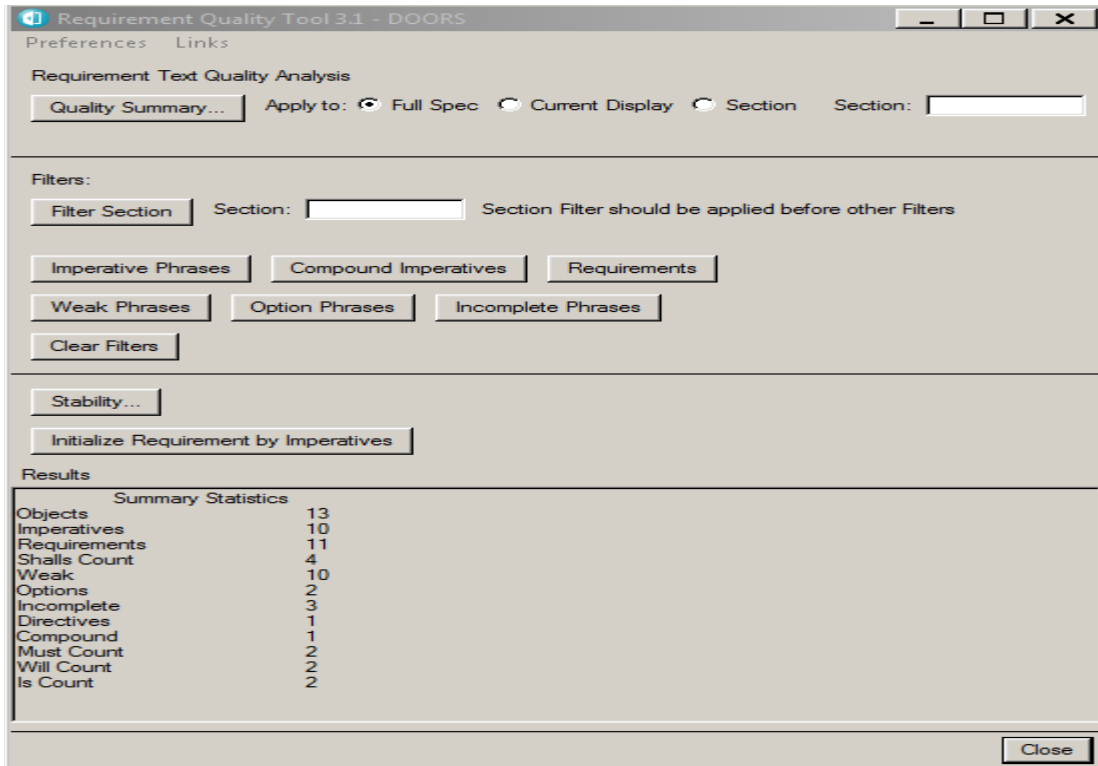 Requirement Quality Tool 3.1 - DOORS
Preferences Links
Requirement Text Quality Analysis
Quality Summary... Apply to: Full Spec Current Display Section Section:
Filters:
Filter Section Section: Section Filter should be applied before other Filters
Imperative Phrases Compound Imperatives Requirements
Weak Phrases Option Phrases Incomplete Phrases
Clear Filters
Stability...
Initialize Requirement by Imperatives
Results
Summary Statistics
Objects 13
Imperatives 10
Requirements 11
Shalls Count 4
Weak 10
Options 2
Incomplete 3
Directives 1
Compound 1
Must Count 2
Will Count 2
Is Count 2
Close